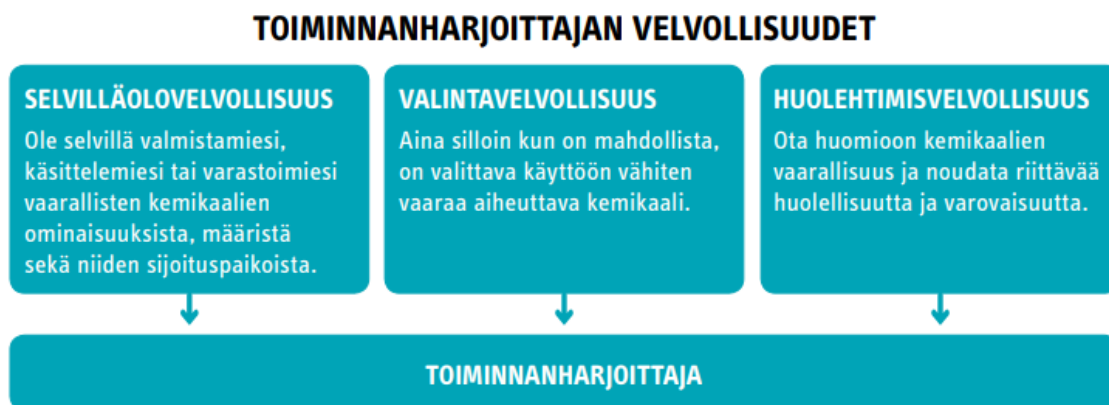 TOIMINNANHARJOITTAJAN VELVOLLISUUDET
SELVILLÄOLOVELVOLLISUUS
Ole selvillä valmistamiesi,
käsittelemiesi tai varastoimiesi
vaarallisten kemikaalien
ominaisuuksista, määristä
sekä niiden sijoituspaikoista.
VALINTAVELVOLLISUUS
Aina silloin kun on mahdollista,
on valittava käyttöön vähiten
vaaraa aiheuttava kemikaali.
HUOLEHTIMISVELVOLLISUUS
Ota huomioon kemikaalien
vaarallisuus ja noudata riittävää
huolellisuutta ja varovaisuutta.
TOIMINNANHARJOITTAJA